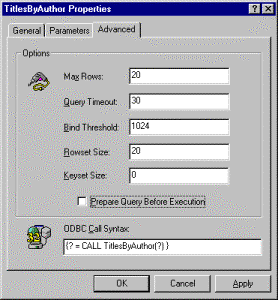 TitlesByAuthor Properties
General Parameters Advanced
Options
Max Rows: 20
Query Timeout: 30
Bind Threshold: 1024
Rowset Size: 20
Keyset Size: 0
Prepare Query Before Execution
ODBC Call Syntax:
{? = CALL TitlesByAuthor(?) }
OK Cancel Apply